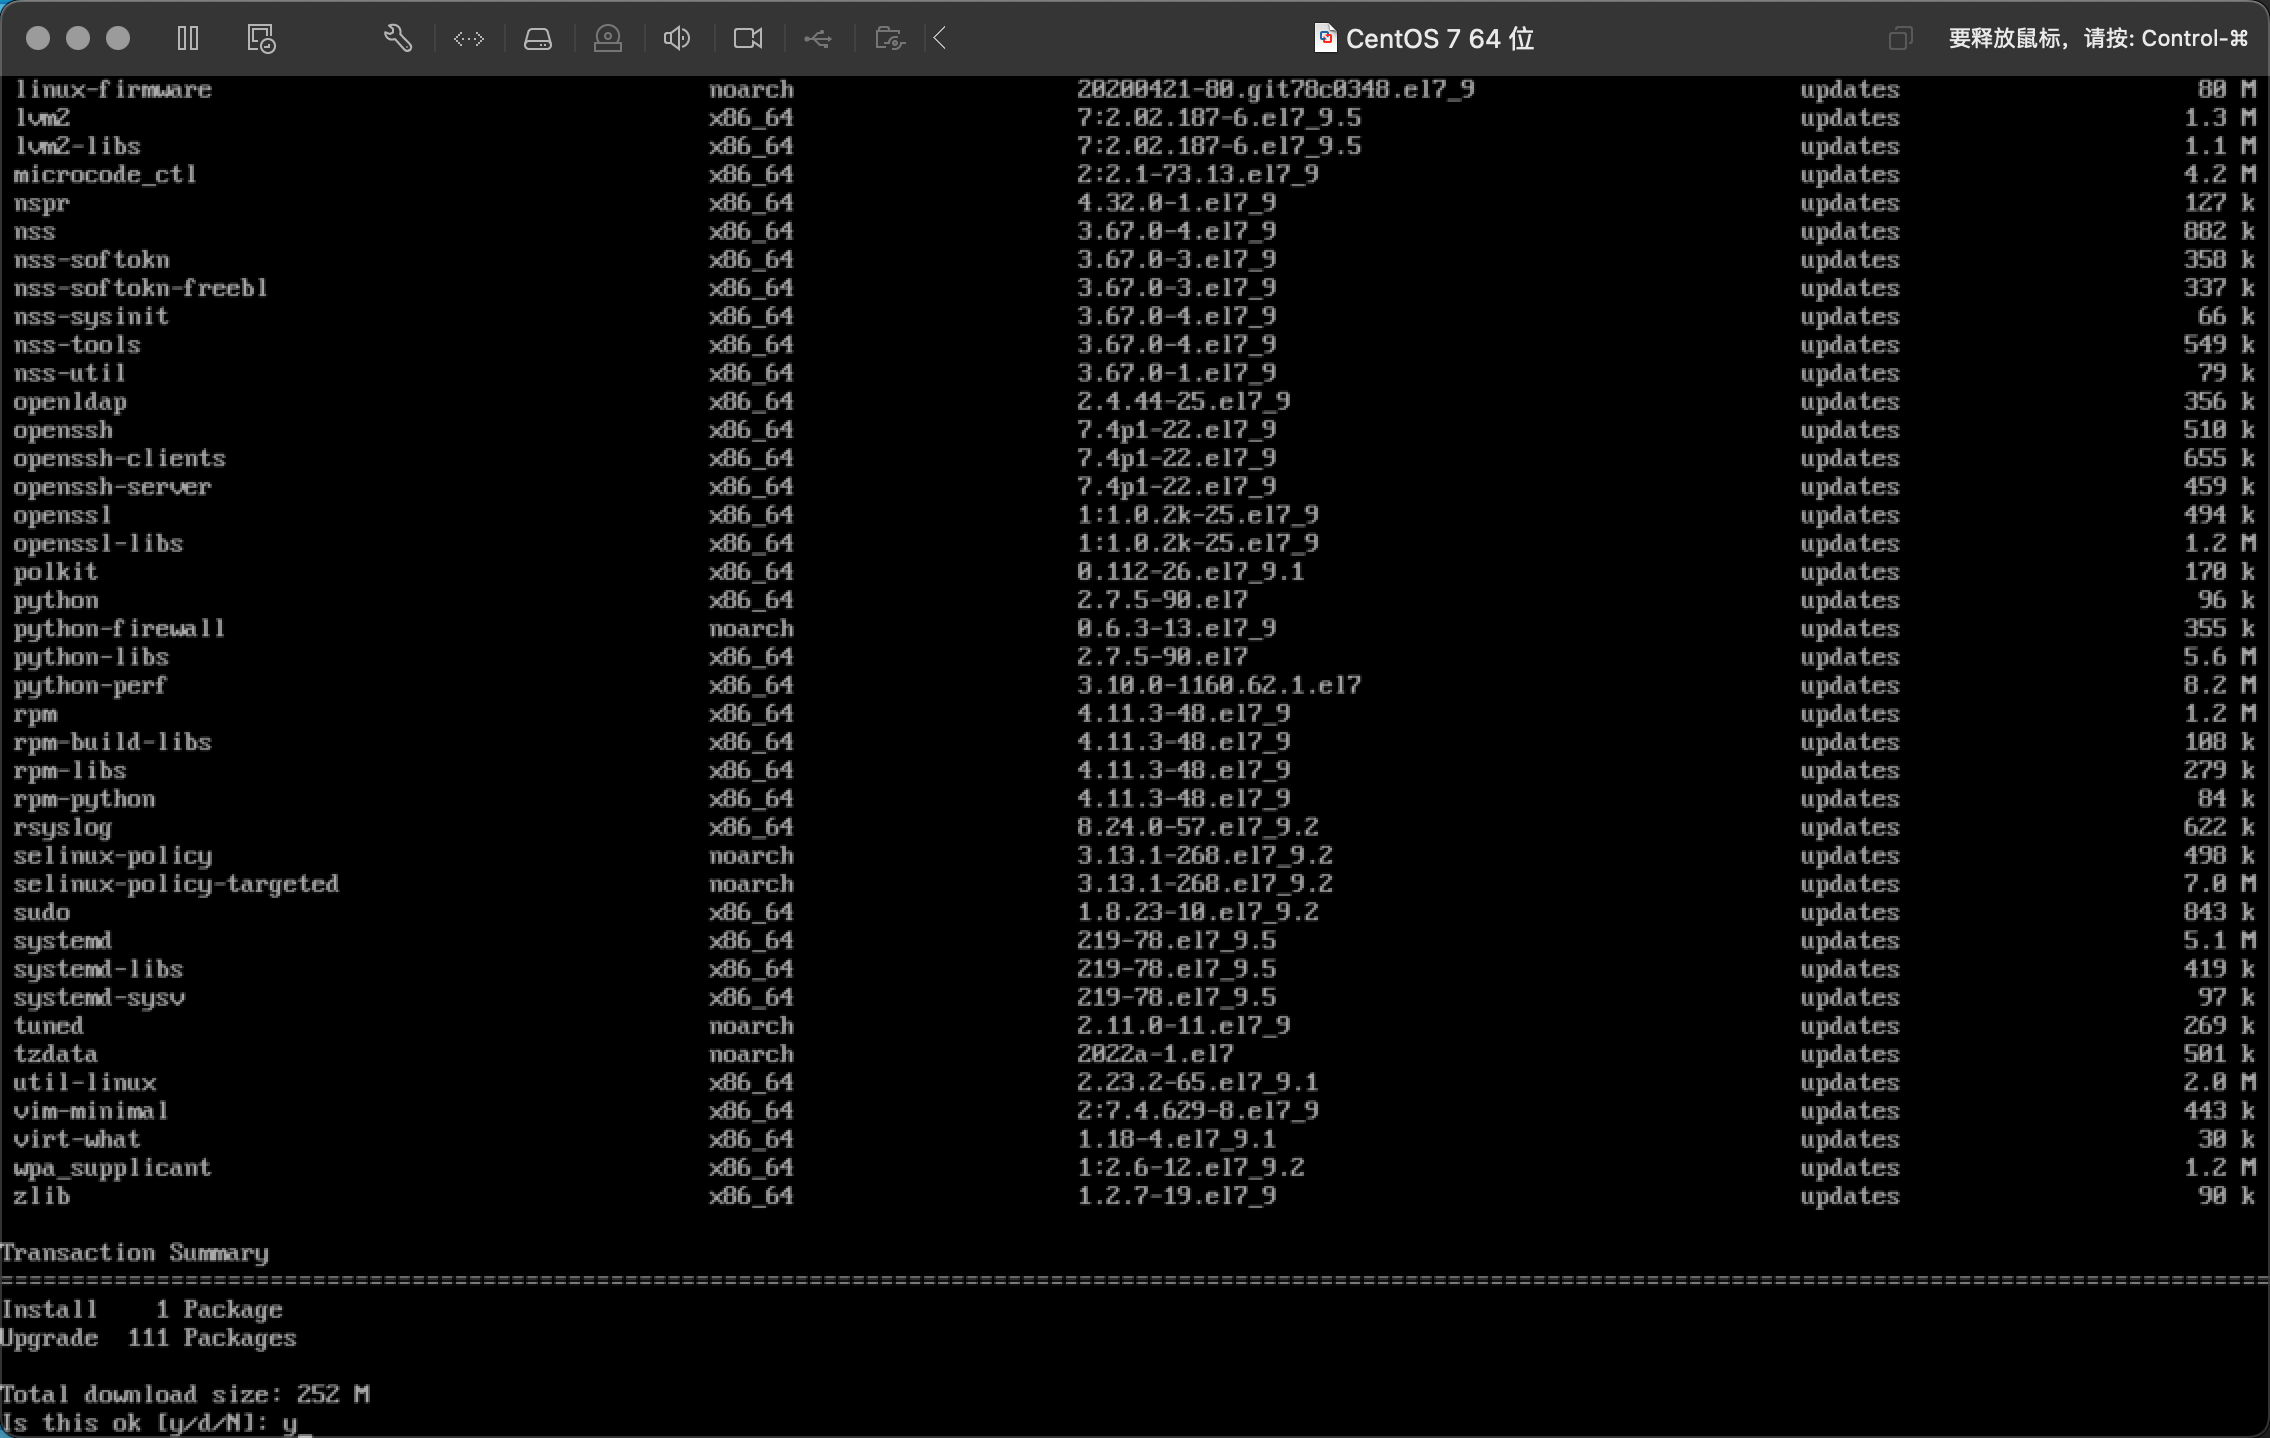 CentOS 7 64 位
要释放鼠标，请按: Control-⌘
linux-firmware noarch 20200421-80.git78c0348.el7_9 updates 80 M
lvm2 x86_64 7:2.02.187-6.el7_9.5 updates 1.3 M
lvm2-libs x86_64 7:2.02.187-6.el7_9.5 updates 1.1 M
microcode_ctl x86_64 2:2.1-73.13.el7_9 updates 4.2 M
nspr x86_64 4.32.0-1.el7_9 updates 127 k
nss x86_64 3.67.0-4.el7_9 updates 882 k
nss-softokn x86_64 3.67.0-3.el7_9 updates 358 k
nss-softokn-freebl x86_64 3.67.0-3.el7_9 updates 337 k
nss-sysinit x86_64 3.67.0-4.el7_9 updates 66 k
nss-tools x86_64 3.67.0-4.el7_9 updates 549 k
nss-util x86_64 3.67.0-1.el7_9 updates 79 k
openldap x86_64 2.4.44-25.el7_9 updates 356 k
openssh x86_64 7.4p1-22.el7_9 updates 510 k
openssh-clients x86_64 7.4p1-22.el7_9 updates 655 k
openssh-server x86_64 7.4p1-22.el7_9 updates 459 k
openssl x86_64 1:1.0.2k-25.el7_9 updates 494 k
openssl-libs x86_64 1:1.0.2k-25.el7_9 updates 1.2 M
polkit x86_64 0.112-26.el7_9.1 updates 170 k
python x86_64 2.7.5-90.el7 updates 96 k
python-firewall noarch 0.6.3-13.el7_9 updates 355 k
python-libs x86_64 2.7.5-90.el7 updates 5.6 M
python-perf x86_64 3.10.0-1160.62.1.el7 updates 8.2 M
rpm x86_64 4.11.3-48.el7_9 updates 1.2 M
rpm-build-libs x86_64 4.11.3-48.el7_9 updates 108 k
rpm-libs x86_64 4.11.3-48.el7_9 updates 279 k
rpm-python x86_64 4.11.3-48.el7_9 updates 84 k
rsyslog x86_64 8.24.0-57.el7_9.2 updates 622 k
selinux-policy noarch 3.13.1-268.el7_9.2 updates 498 k
selinux-policy-targeted noarch 3.13.1-268.el7_9.2 updates 7.0 M
sudo x86_64 1.8.23-10.el7_9.2 updates 843 k
systemd x86_64 219-78.el7_9.5 updates 5.1 M
systemd-libs x86_64 219-78.el7_9.5 updates 419 k
systemd-sysv x86_64 219-78.el7_9.5 updates 97 k
tuned noarch 2.11.0-11.el7_9 updates 269 k
tzdata noarch 2022a-1.el7 updates 501 k
util-linux x86_64 2.23.2-65.el7_9.1 updates 2.0 M
vim-minimal x86_64 2:7.4.629-8.el7_9 updates 443 k
virt-what x86_64 1.18-4.el7_9.1 updates 30 k
wpa_supplicant x86_64 1:2.6-12.el7_9.2 updates 1.2 M
zlib x86_64 1.2.7-19.el7_9 updates 90 k
Transaction Summary
================================================================================
Install 1 Package
Upgrade 111 Packages
Total download size: 252 M
Is this ok [y/d/N]: y_